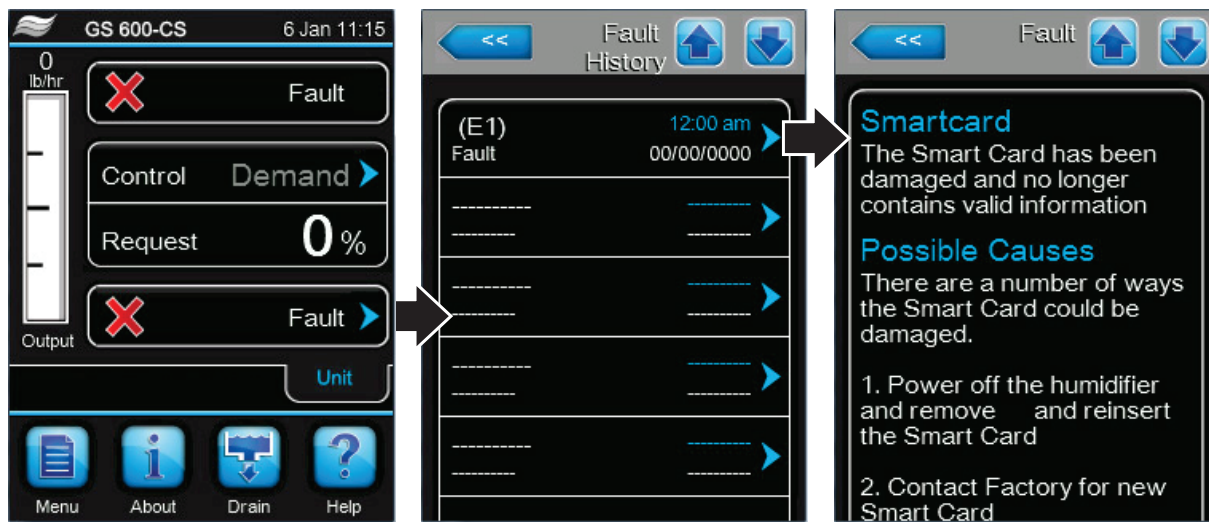 GS 600-CS 6 Jan 11:15
0
lb/hr
Fault
Control Demand
Request 0 %
Fault
Output
Unit
Menu About Drain Help
<<
Fault
History
(E1) 12:00 am
Fault 00/00/0000
---------- ----------
---------- ----------
---------- ----------
---------- ----------
---------- ----------
---------- ----------
---------- ----------
---------- ----------
<< Fault
Smartcard
The Smart Card has been
damaged and no longer
contains valid information
Possible Causes
There are a number of ways
the Smart Card could be
damaged.
1. Power off the humidifier
and remove and reinsert
the Smart Card
2. Contact Factory for new
Smart Card